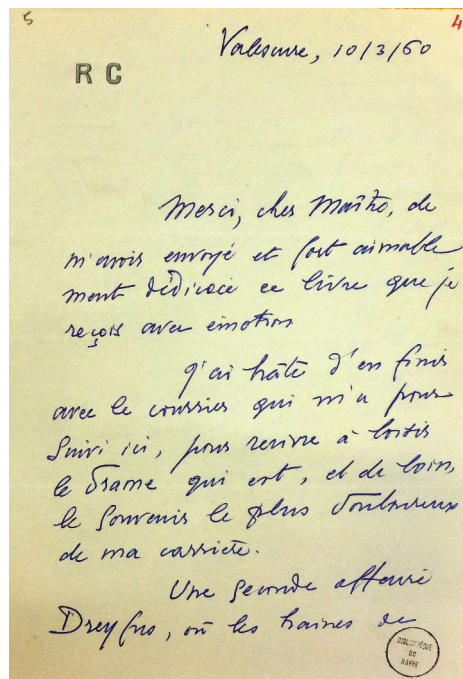 5
4
Valescure, 10/3/60
R C
Merci, cher Maître, de
m'avoir envoyé et fort aimable
ment dédicacé ce livre que je
reçois avec émotion
J'ai hâte d'en finir
avec le courrier qui m'a pour
suivi ici, pour revivre à loisir
le drame qui est, et de loin,
le souvenir le plus douloureux
de ma carrière.
Une seconde affaire
Dreyfus, où les haines de
BIBLIOTHÈQUE
DU
HAVRE